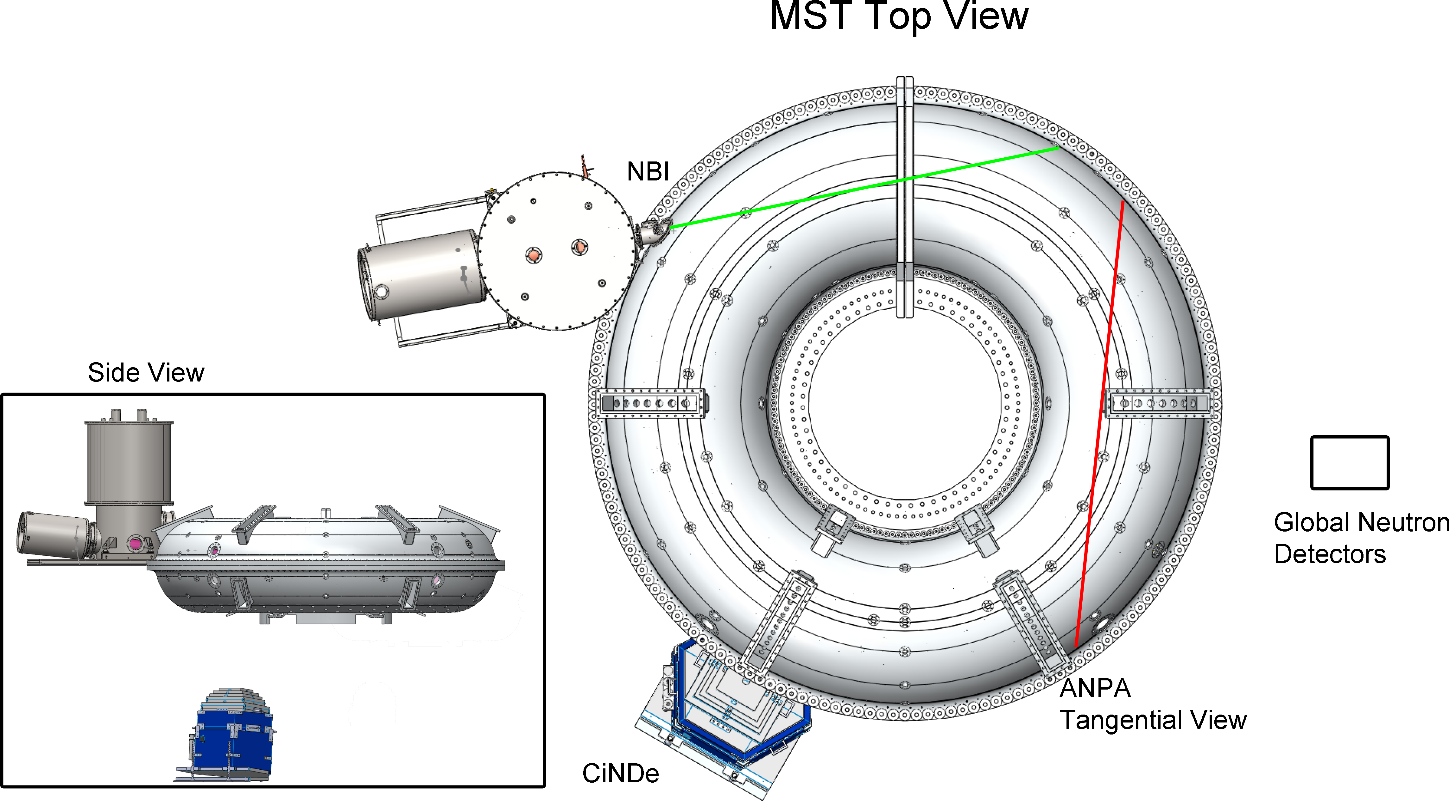 MST Top View
NBI
Side View
Global Neutron
Detectors
ANPA
Tangential View
CiNDe